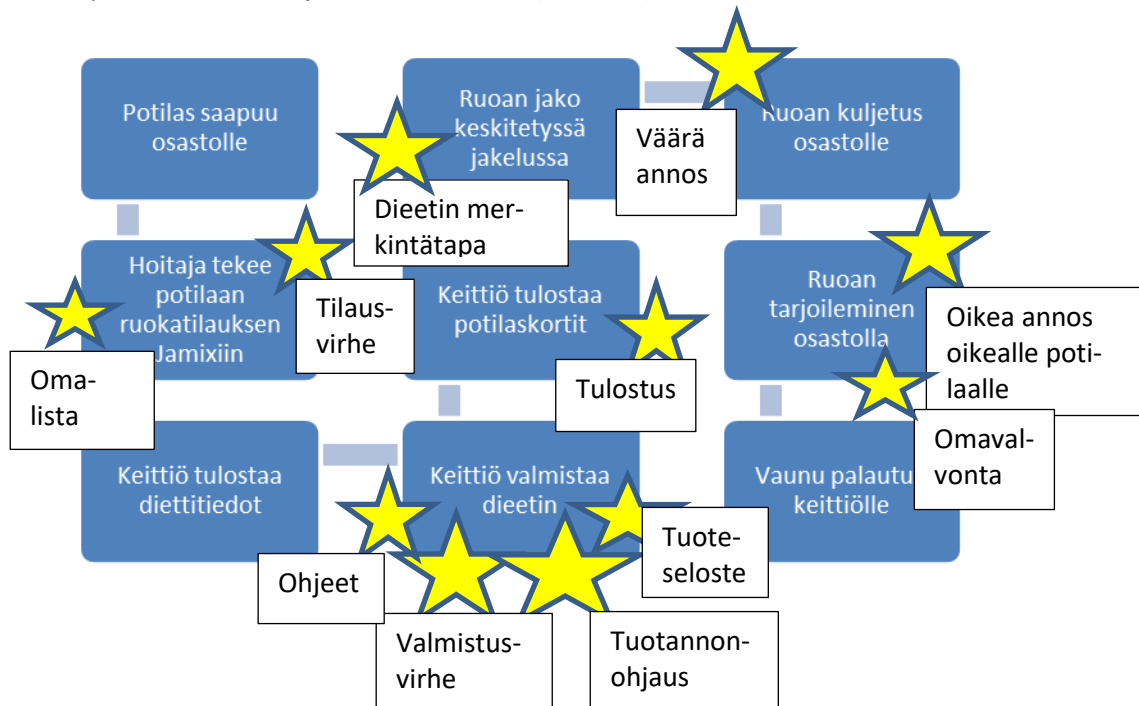 Potilas saapuu
osastolle
Ruoan jako
keskitetyssä
jakelussa
Väärä
annos
Ruoan kuljetus
osastolle
Dieetin mer-
kintätapa
Hoitaja tekee
potilaan
ruokatilauksen
Jamixiin
Tilaus-
virhe
Keittiö tulostaa
potilaskortit
Ruoan
tarjoileminen
osastolla
Oikea annos
oikealle poti-
laalle
Oma-
lista
Tulostus
Omaval-
vonta
Keittiö tulostaa
diettitiedot
Keittiö valmistaa
dieetin
Vaunu palautu
keittiölle
Ohjeet
Tuote-
seloste
Valmistus-
virhe
Tuotannon-
ohjaus